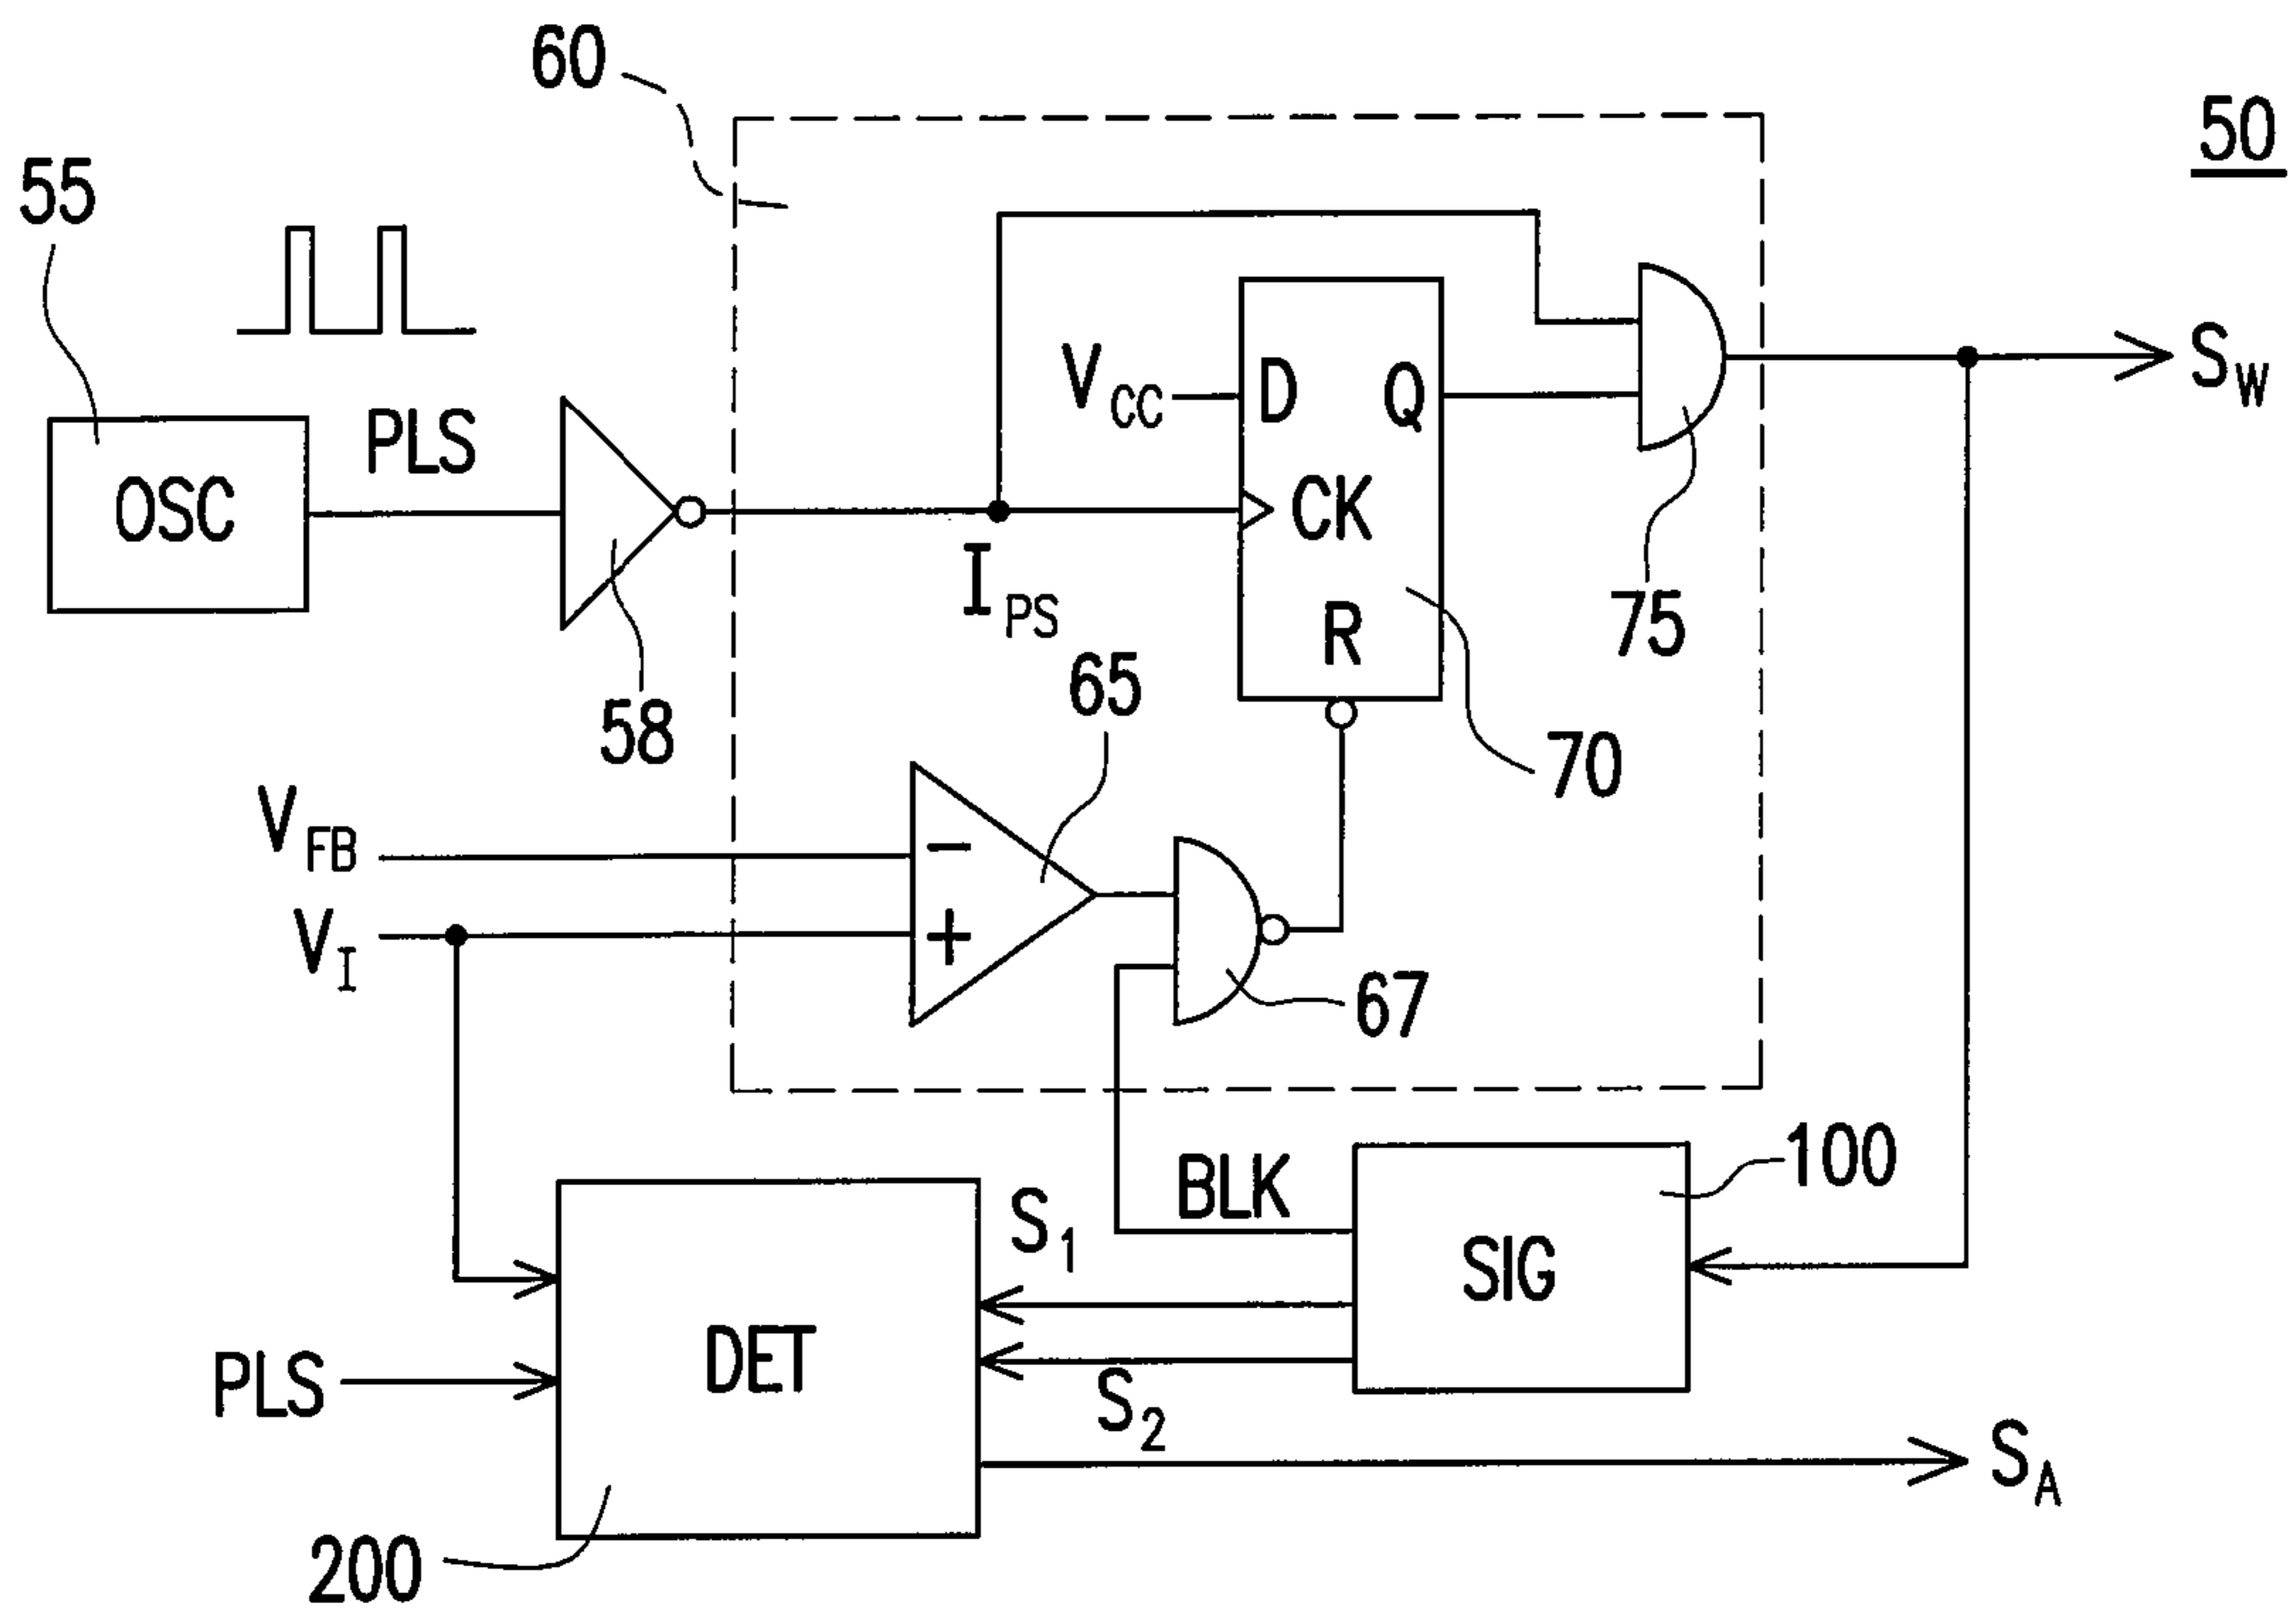 60
50
55
PLS
OSC
58
V_CC
D
Q
CK
R
I_PS
75
S_W
65
70
V_FB
V_I
−
+
67
BLK
100
SIG
S_1
S_2
DET
PLS
200
S_A